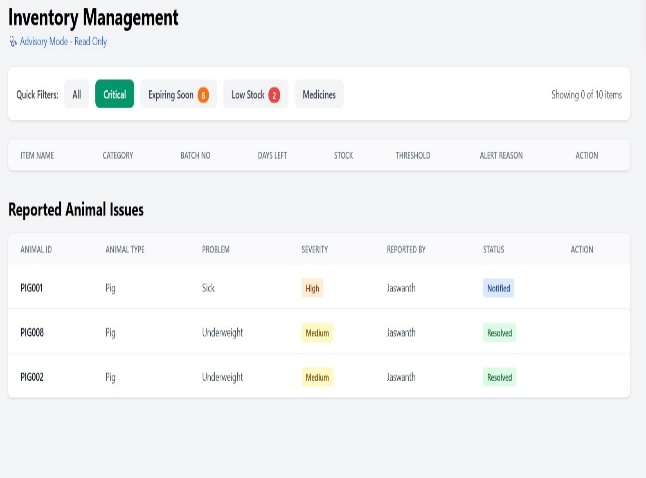 Inventory Management
Advisory Mode - Read Only
Quick Filters: All Critical Expiring Soon 6 Low Stock 2 Medicines Showing 0 of 10 items
ITEM NAME CATEGORY BATCH NO DAYS LEFT STOCK THRESHOLD ALERT REASON ACTION
Reported Animal Issues
ANIMAL ID ANIMAL TYPE PROBLEM SEVERITY REPORTED BY STATUS ACTION
PIG001 Pig Sick High Jaswanth Notified
PIG008 Pig Underweight Medium Jaswanth Resolved
PIG002 Pig Underweight Medium Jaswanth Resolved